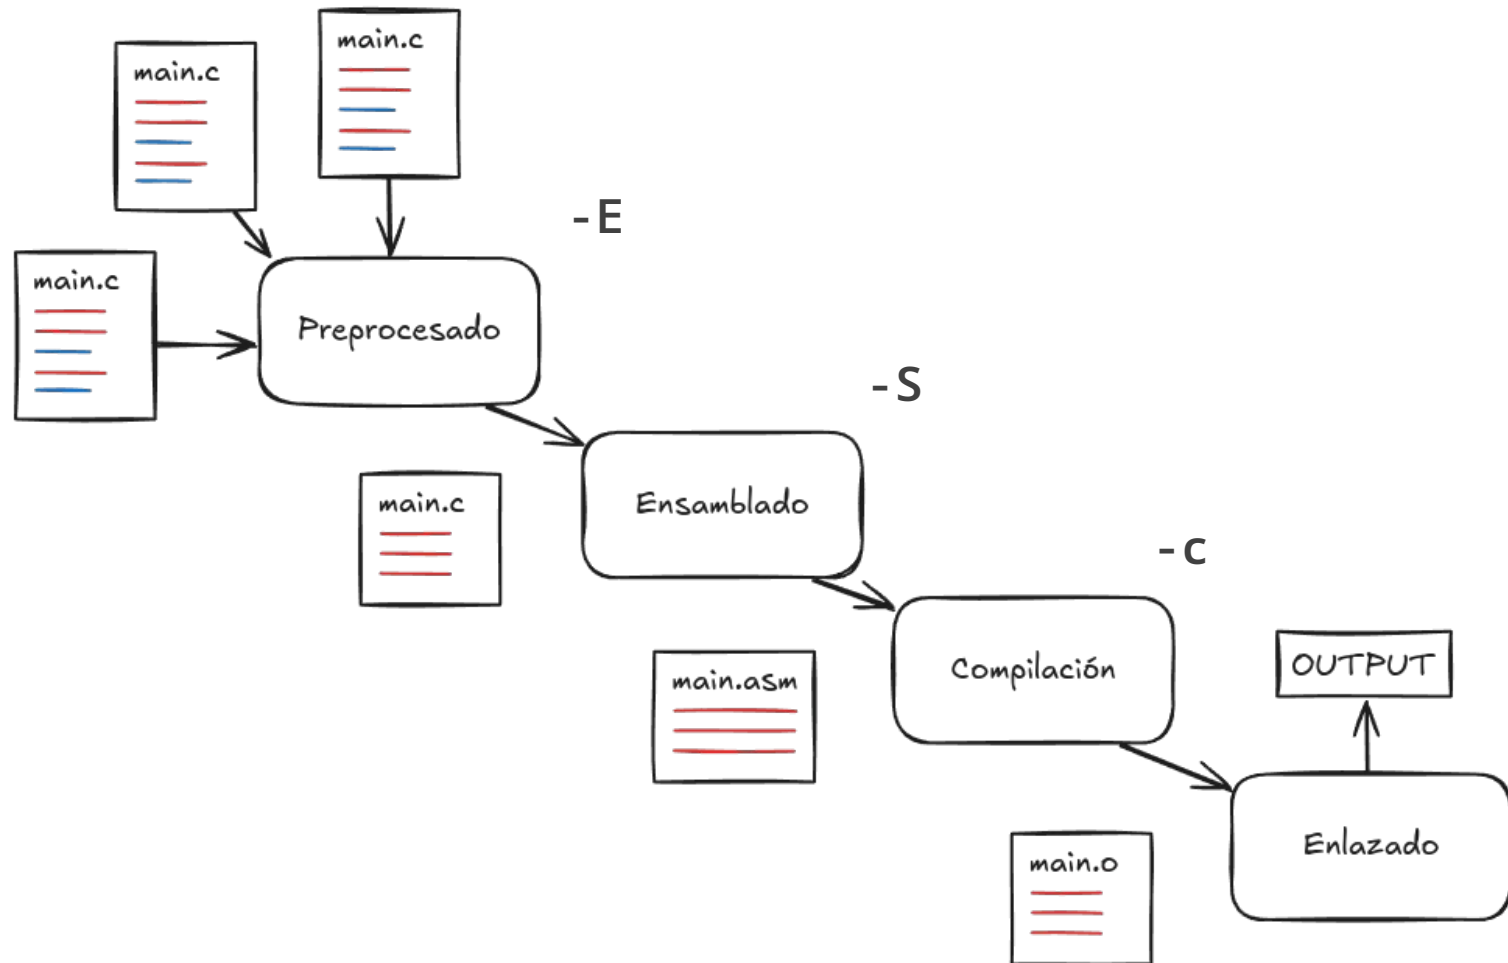 main.c
main.c
-E
main.c
Preprocesado
-S
main.c
Ensamblado
-c
main.asm
Compilación
OUTPUT
main.o
Enlazado